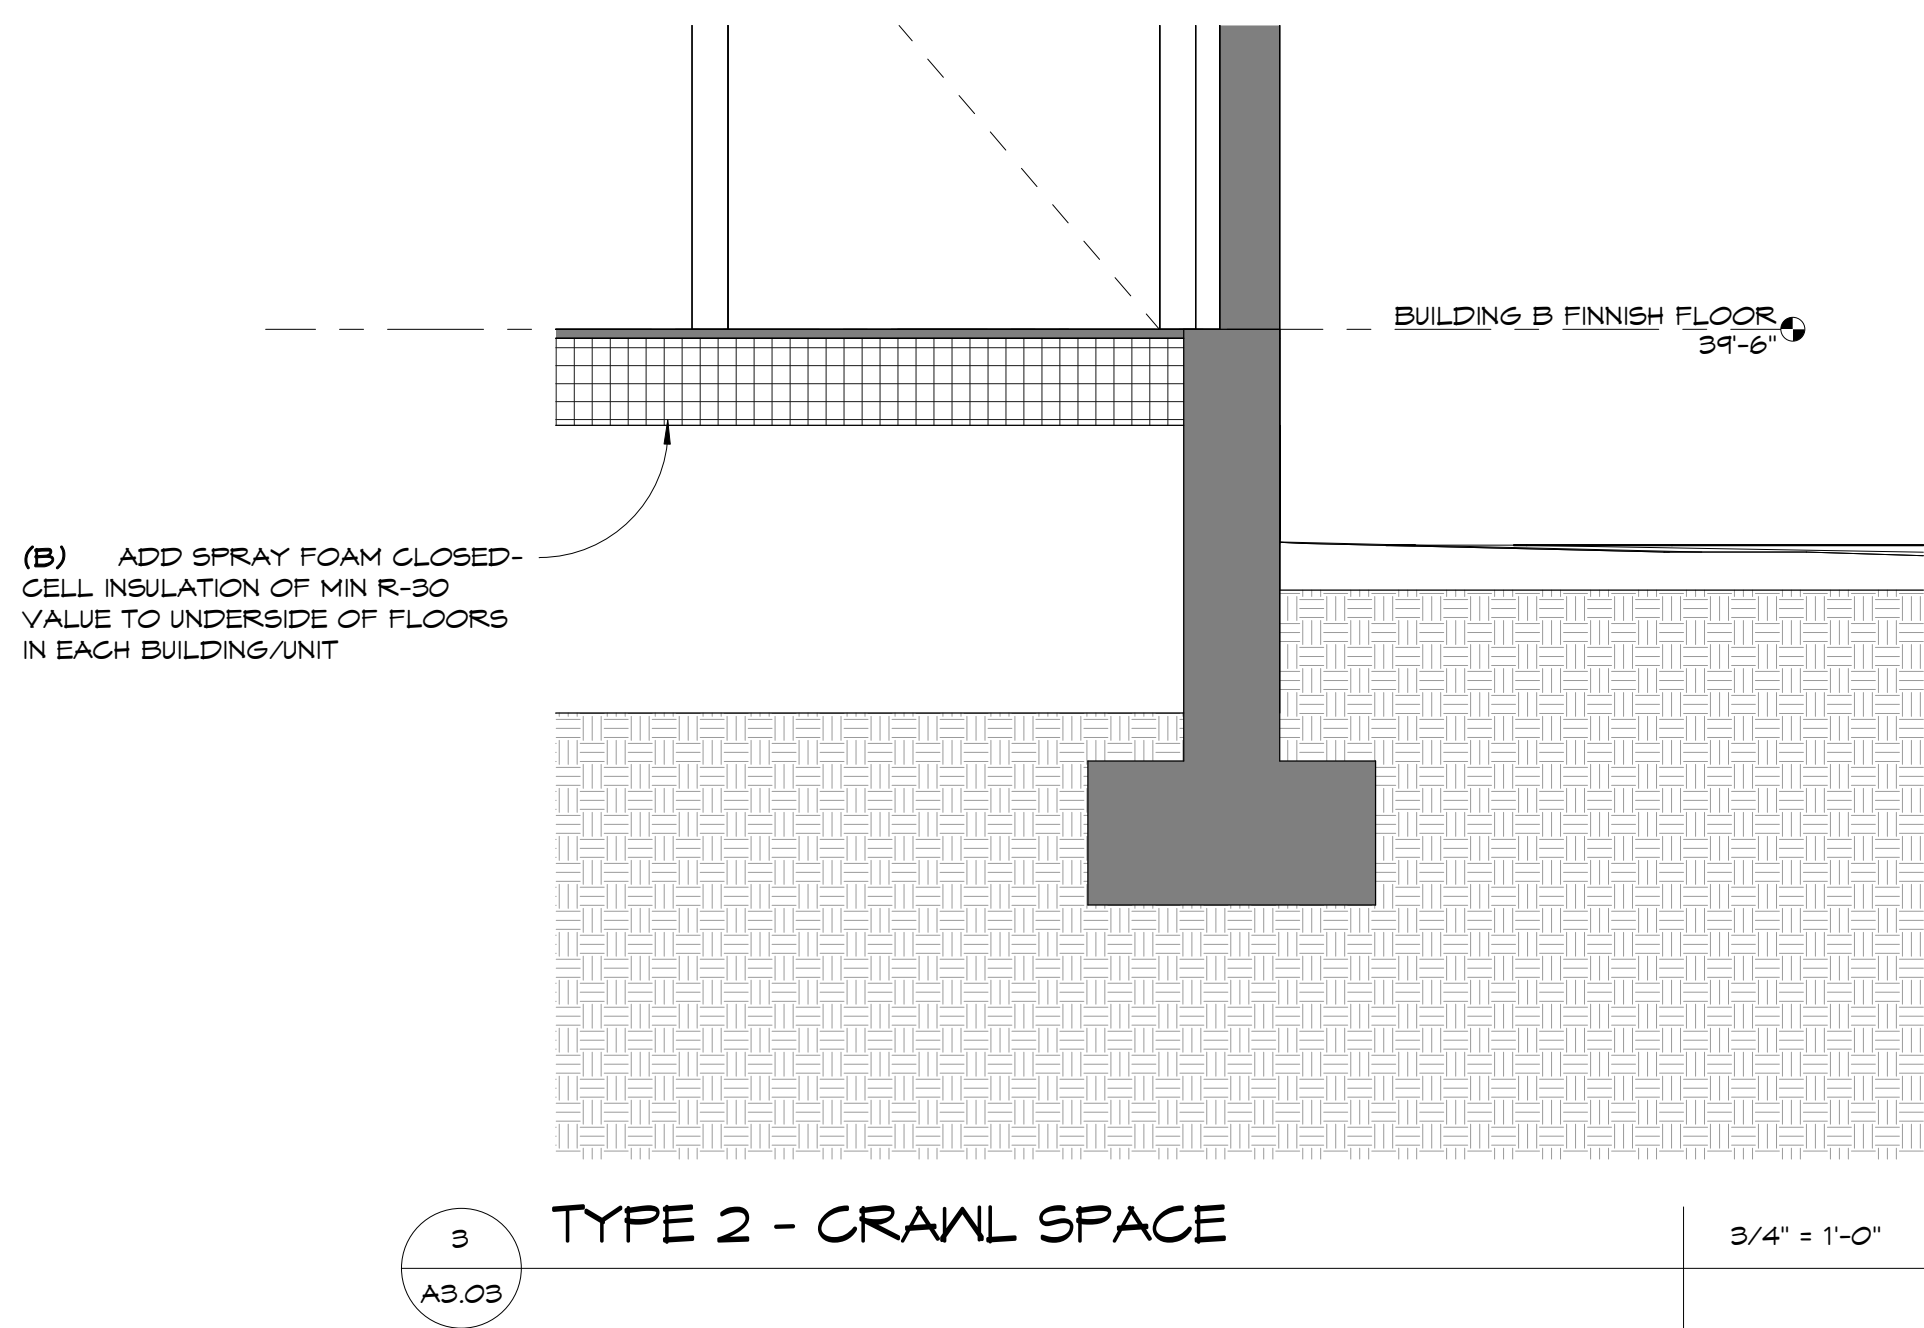 BUILDING B FINNISH FLOOR
39'-6"
(B) ADD SPRAY FOAM CLOSED-
CELL INSULATION OF MIN R-30
VALUE TO UNDERSIDE OF FLOORS
IN EACH BUILDING/UNIT
3
TYPE 2 - CRAWL SPACE
3/4" = 1'-0"
A3.03